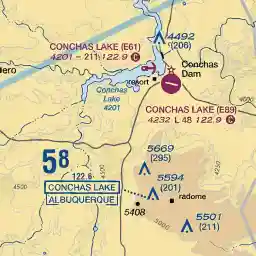 4492
(206)
CONCHAS LAKE (E61)
4201 - 211 122.9 C
Conchas
Dam
resort
Conchas
Lake
4201
CONCHAS LAKE (E89)
4232 L 48 122.9 C
5669
(295)
58
122.6
CONCHAS LAKE
ALBUQUERQUE
5594
(201)
radome
5408
5501
(211)